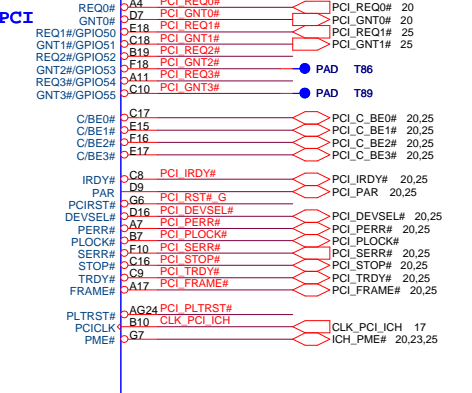 PCI
REQ0# A4 PCI_REQ0# PCI_REQ0# 20
GNT0# D7 PCI_GNT0# PCI_GNT0# 20
REQ1#/GPIO50 E18 PCI_REQ1# PCI_REQ1# 25
GNT1#/GPIO51 C18 PCI_GNT1# PCI_GNT1# 25
REQ2#/GPIO52 B19 PCI_REQ2#
GNT2#/GPIO53 F18 PCI_GNT2# PAD T86
REQ3#/GPIO54 A11 PCI_REQ3#
GNT3#/GPIO55 C10 PCI_GNT3# PAD T89
C/BE0# C17 PCI_C_BE0# 20,25
C/BE1# E15 PCI_C_BE1# 20,25
C/BE2# F16 PCI_C_BE2# 20,25
C/BE3# E17 PCI_C_BE3# 20,25
IRDY# C8 PCI_IRDY# PCI_IRDY# 20,25
PAR D9 PCI_PAR 20,25
PCIRST# G6 PCI_RST#_G
DEVSEL# D16 PCI_DEVSEL# PCI_DEVSEL# 20,25
PERR# A7 PCI_PERR# PCI_PERR# 20,25
PLOCK# B7 PCI_PLOCK# PCI_PLOCK#
SERR# F10 PCI_SERR# PCI_SERR# 20,25
STOP# C16 PCI_STOP# PCI_STOP# 20,25
TRDY# C9 PCI_TRDY# PCI_TRDY# 20,25
FRAME# A17 PCI_FRAME# PCI_FRAME# 20,25
PLTRST# AG24 PCI_PLTRST#
PCICLK B10 CLK_PCI_ICH CLK_PCI_ICH 17
PME# G7 ICH_PME# 20,23,25